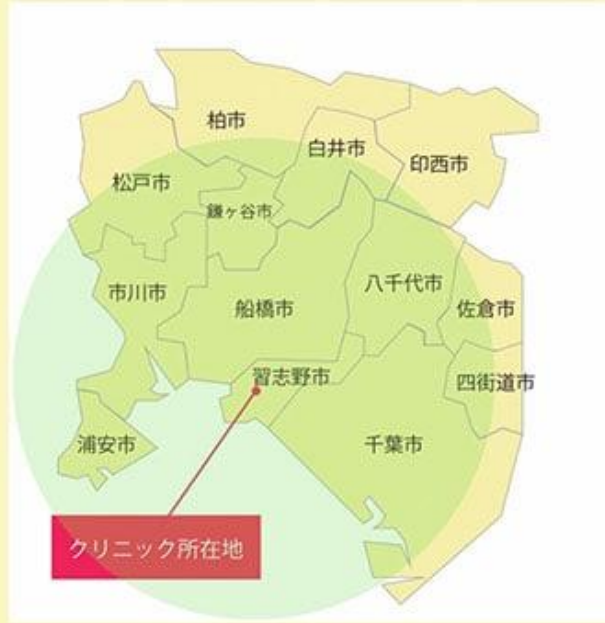 柏市
白井市
印西市
松戸市
鎌ヶ谷市
市川市
船橋市
八千代市
佐倉市
習志野市
四街道市
浦安市
千葉市
クリニック所在地